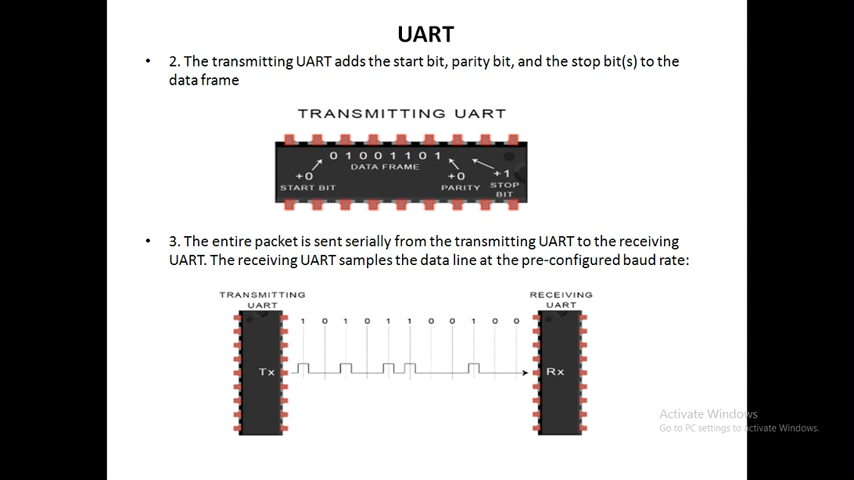 UART
• 2. The transmitting UART adds the start bit, parity bit, and the stop bit(s) to the
data frame
TRANSMITTING UART
0 1 0 0 1 1 0 1
DATA FRAME
+0
START BIT
+0
PARITY
+1
STOP
BIT
• 3. The entire packet is sent serially from the transmitting UART to the receiving
UART. The receiving UART samples the data line at the pre-configured baud rate:
TRANSMITTING
UART
RECEIVING
UART
1 0 1 0 1 1 0 0 1 0 0
Tx
Rx
Activate Windows
Go to PC settings to activate Windows.